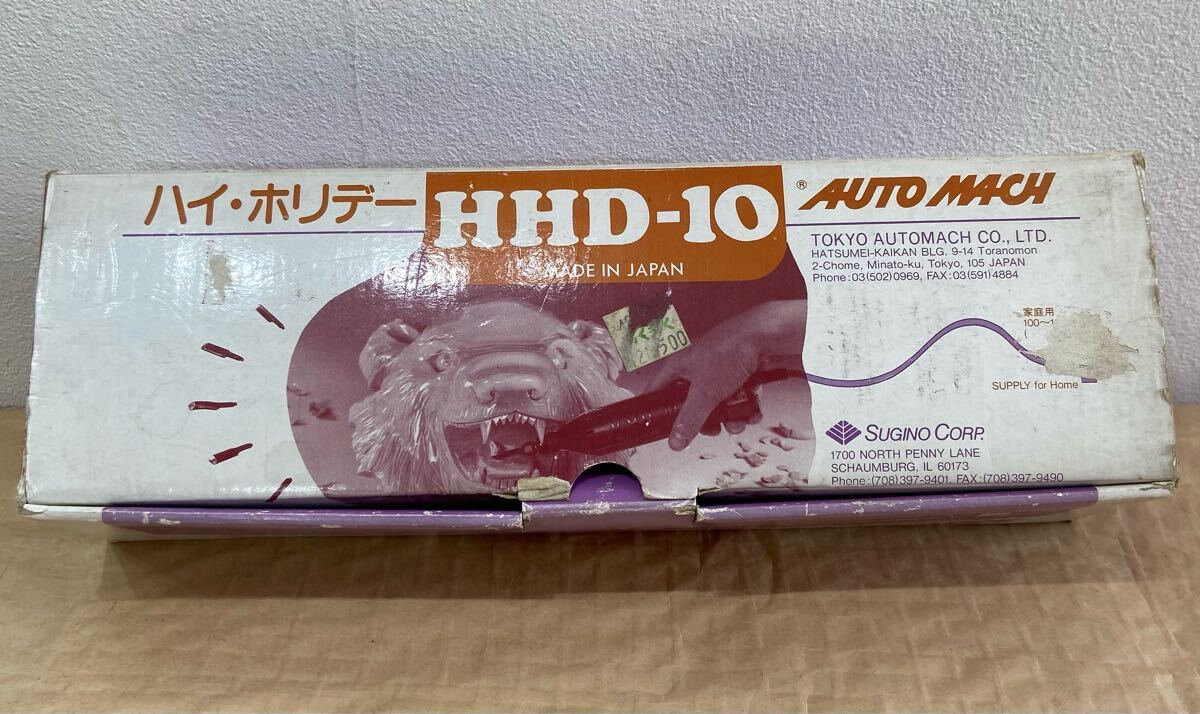 ハイ・ホリデー
HHD-10
MADE IN JAPAN
® AUTO MACH
TOKYO AUTOMACH CO., LTD.
HATSUMEI-KAIKAN BLG. 9-14 Toranomon
2-Chome, Minato-ku, Tokyo, 105 JAPAN
Phone:03(502)0969, FAX:03(591)4884
家庭用
100〜1
SUPPLY for Home
SUGINO CORP.
1700 NORTH PENNY LANE
SCHAUMBURG, IL 60173
Phone:(708)397-9401, FAX:(708)397-9490